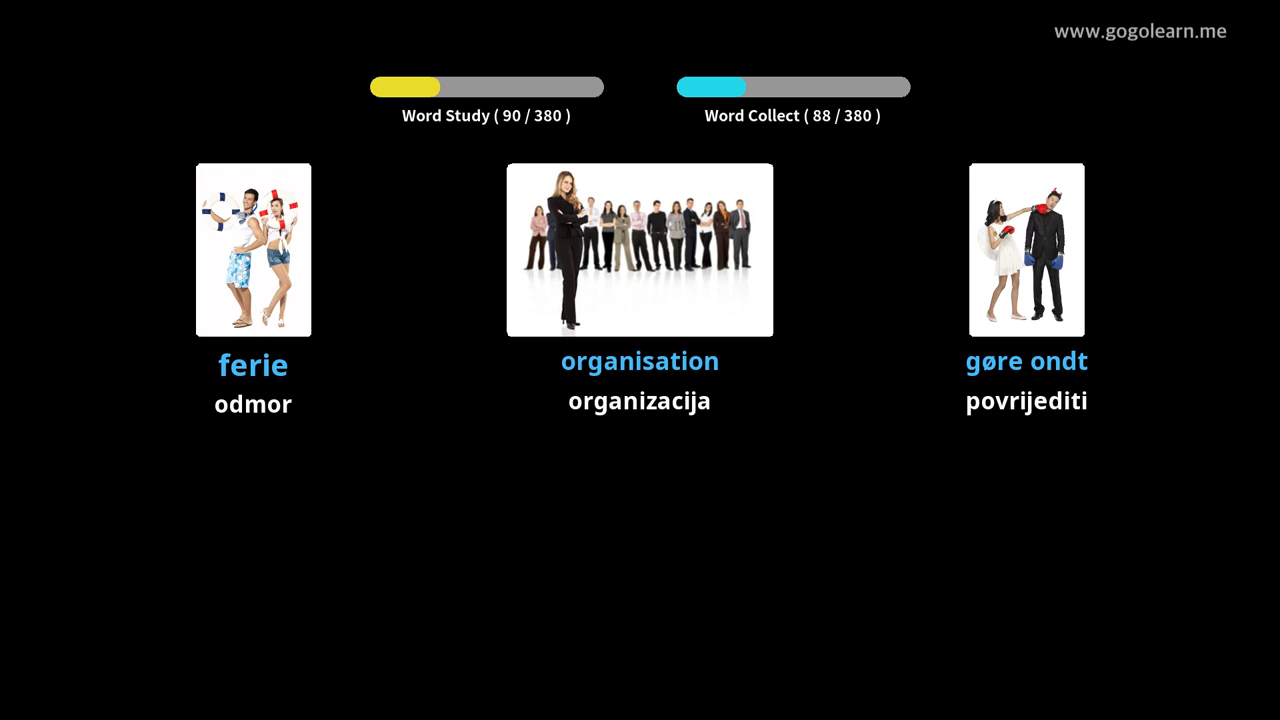 www.gogolearn.me
Word Study ( 90 / 380 )
Word Collect ( 88 / 380 )
ferie
odmor
organisation
organizacija
gøre ondt
povrijediti